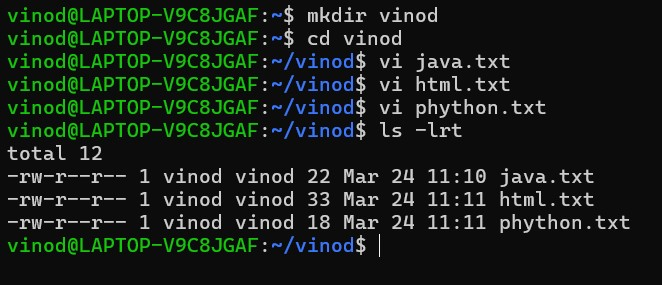 vinod@LAPTOP-V9C8JGAF:~$ mkdir vinod
vinod@LAPTOP-V9C8JGAF:~$ cd vinod
vinod@LAPTOP-V9C8JGAF:~/vinod$ vi java.txt
vinod@LAPTOP-V9C8JGAF:~/vinod$ vi html.txt
vinod@LAPTOP-V9C8JGAF:~/vinod$ vi phython.txt
vinod@LAPTOP-V9C8JGAF:~/vinod$ ls -lrt
total 12
-rw-r--r-- 1 vinod vinod 22 Mar 24 11:10 java.txt
-rw-r--r-- 1 vinod vinod 33 Mar 24 11:11 html.txt
-rw-r--r-- 1 vinod vinod 18 Mar 24 11:11 phython.txt
vinod@LAPTOP-V9C8JGAF:~/vinod$